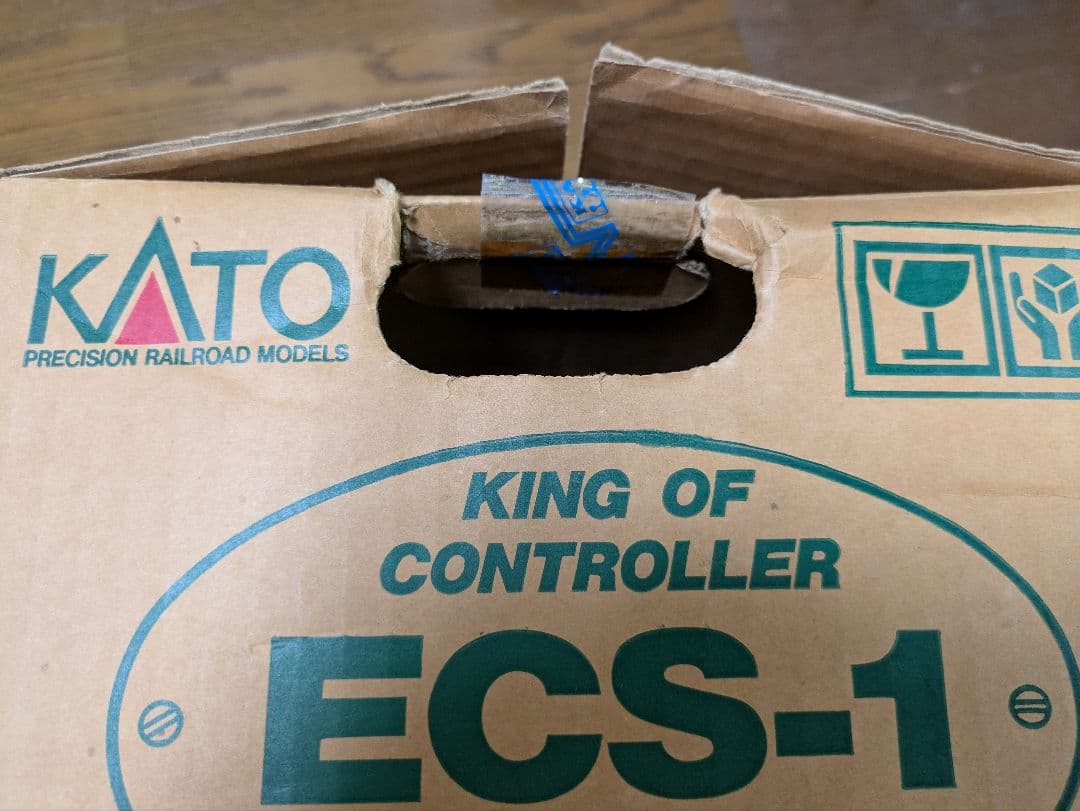 KATO
PRECISION RAILROAD MODELS
KING OF
CONTROLLER
ECS-1